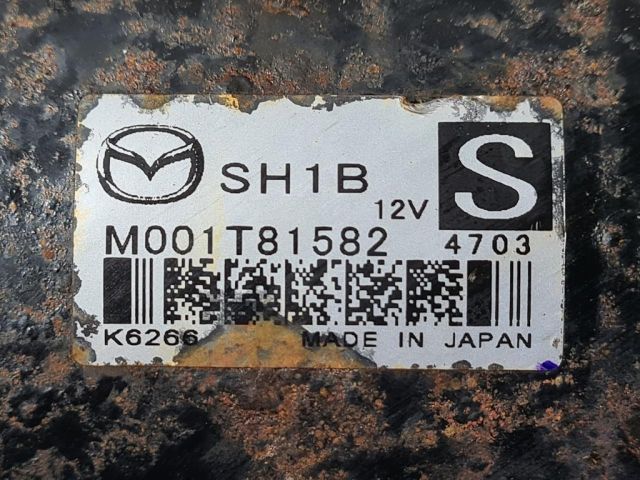 SH1B
12V
S
M001T81582
4703
K6266
MADE IN JAPAN